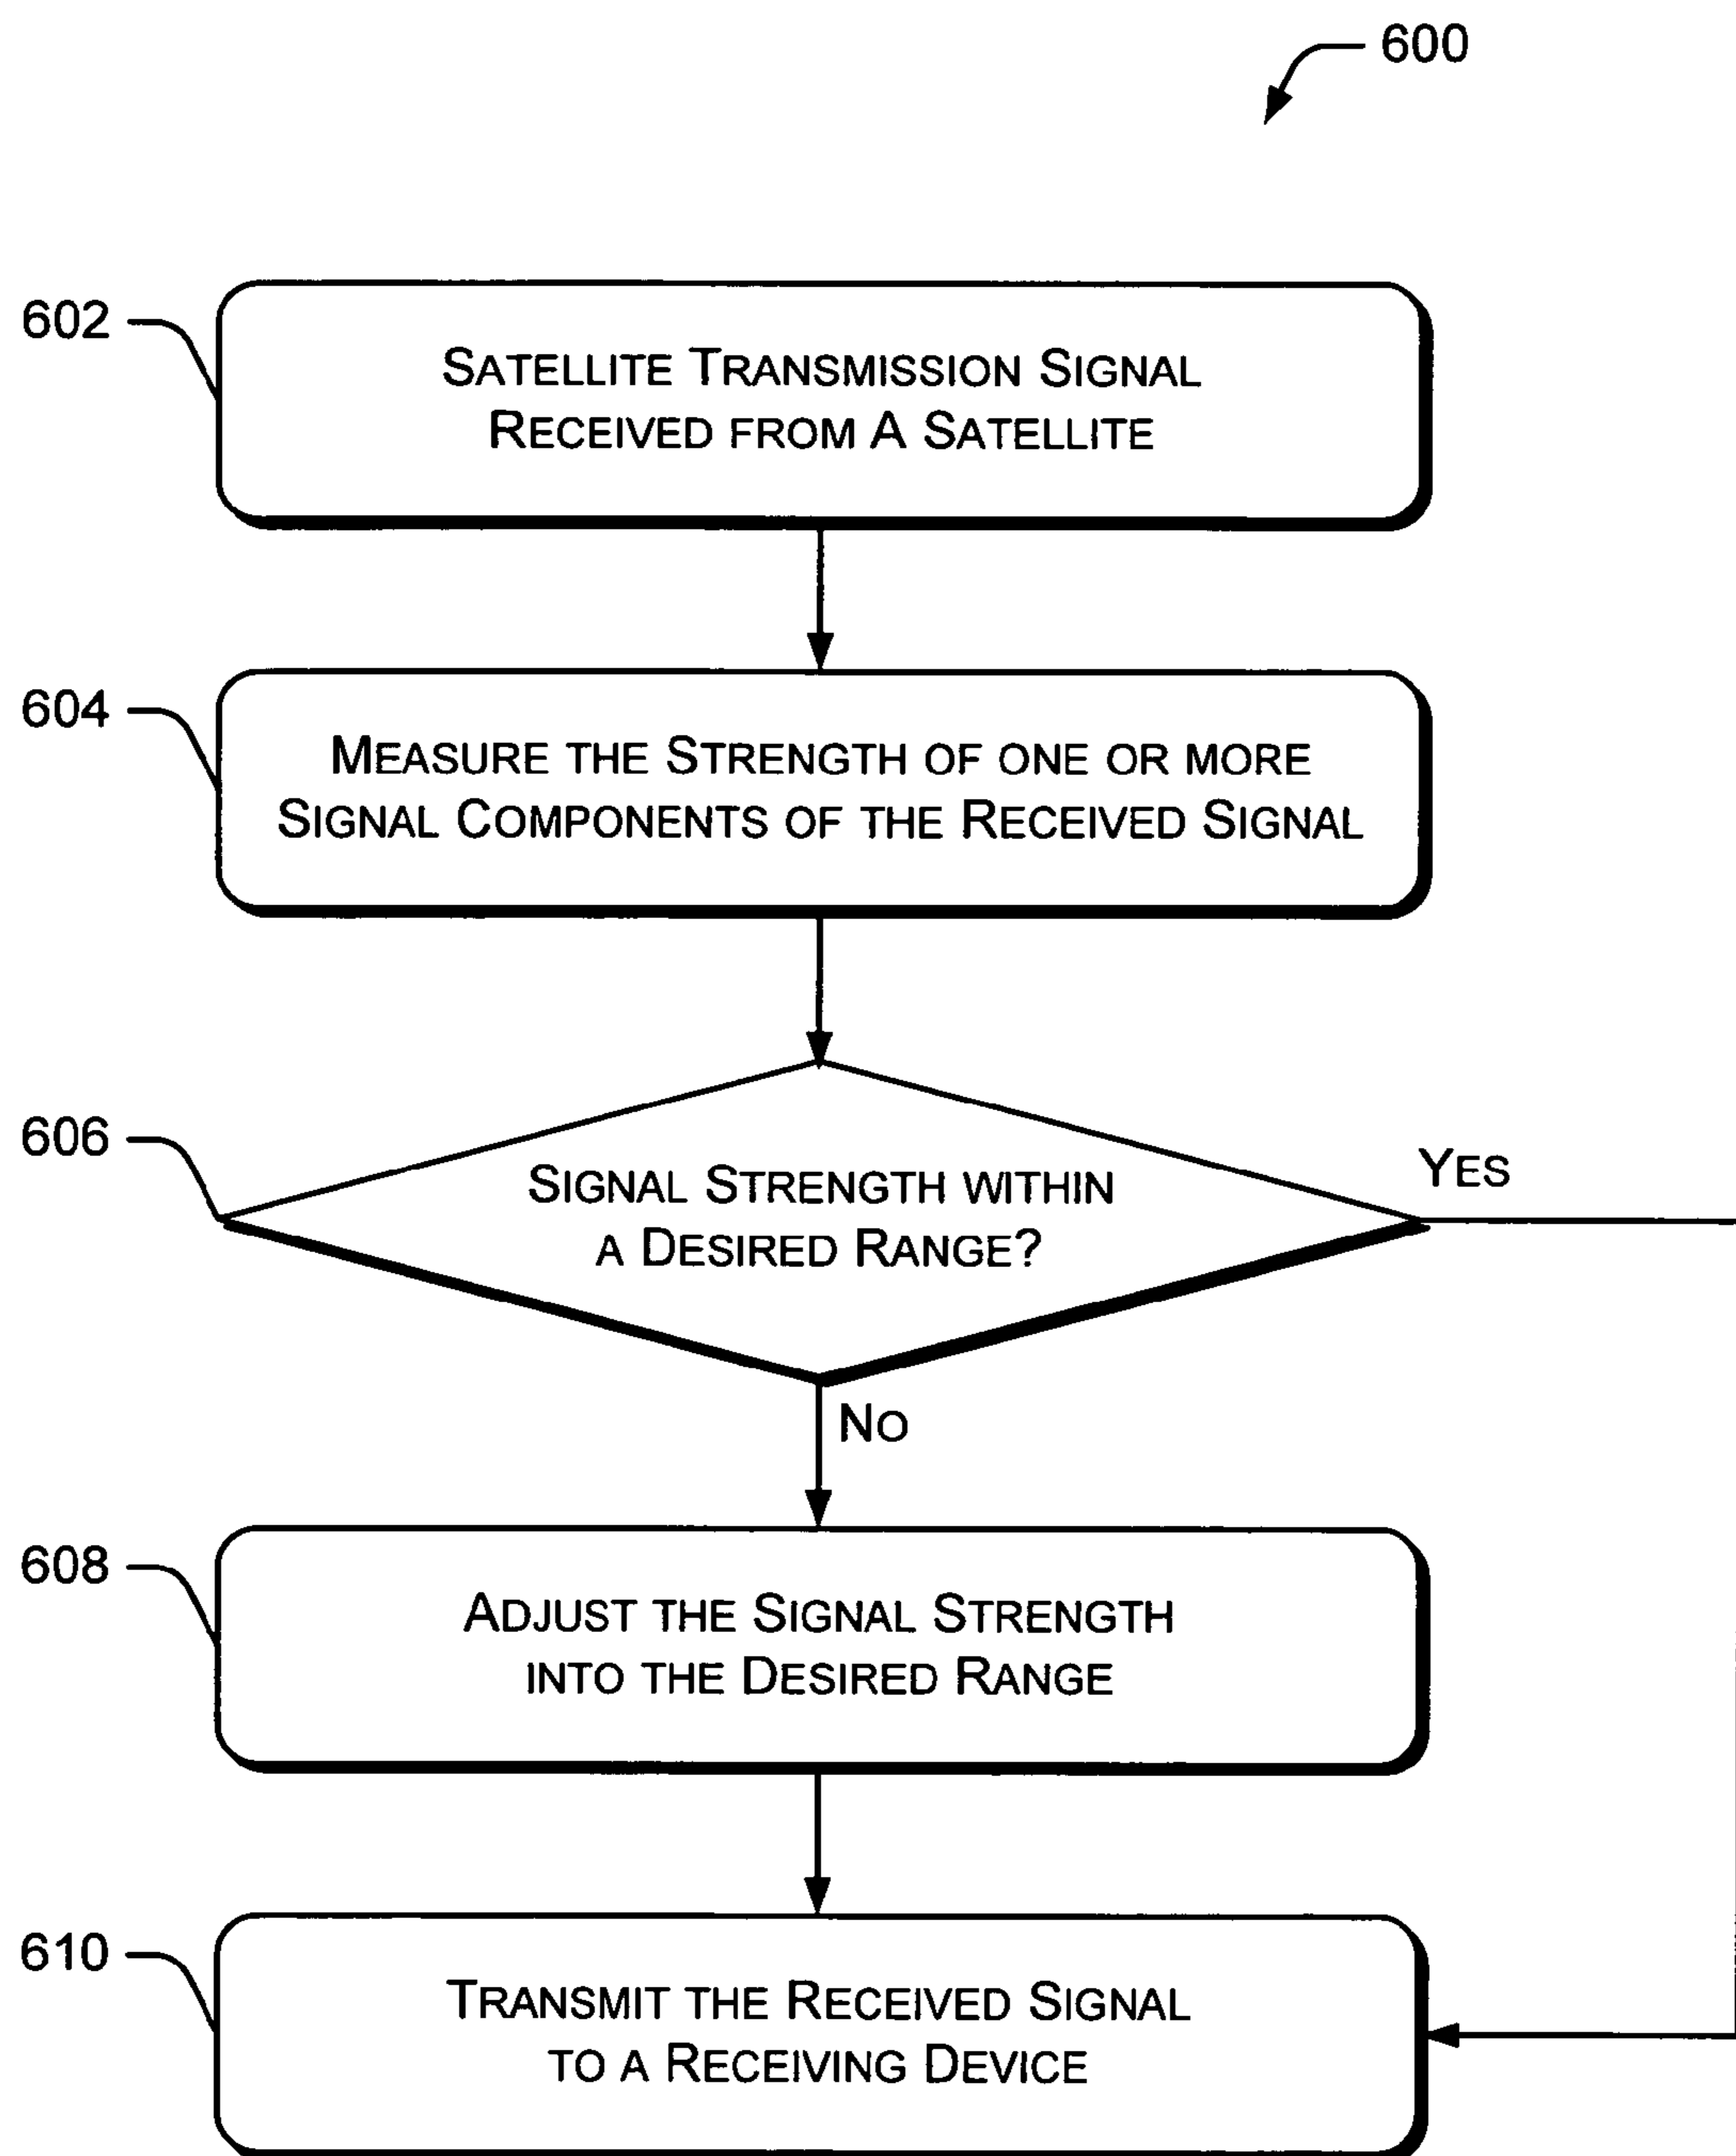 600
602
SATELLITE TRANSMISSION SIGNAL
RECEIVED FROM A SATELLITE
604
MEASURE THE STRENGTH OF ONE OR MORE
SIGNAL COMPONENTS OF THE RECEIVED SIGNAL
606
SIGNAL STRENGTH WITHIN
A DESIRED RANGE?
YES
NO
608
ADJUST THE SIGNAL STRENGTH
INTO THE DESIRED RANGE
610
TRANSMIT THE RECEIVED SIGNAL
TO A RECEIVING DEVICE